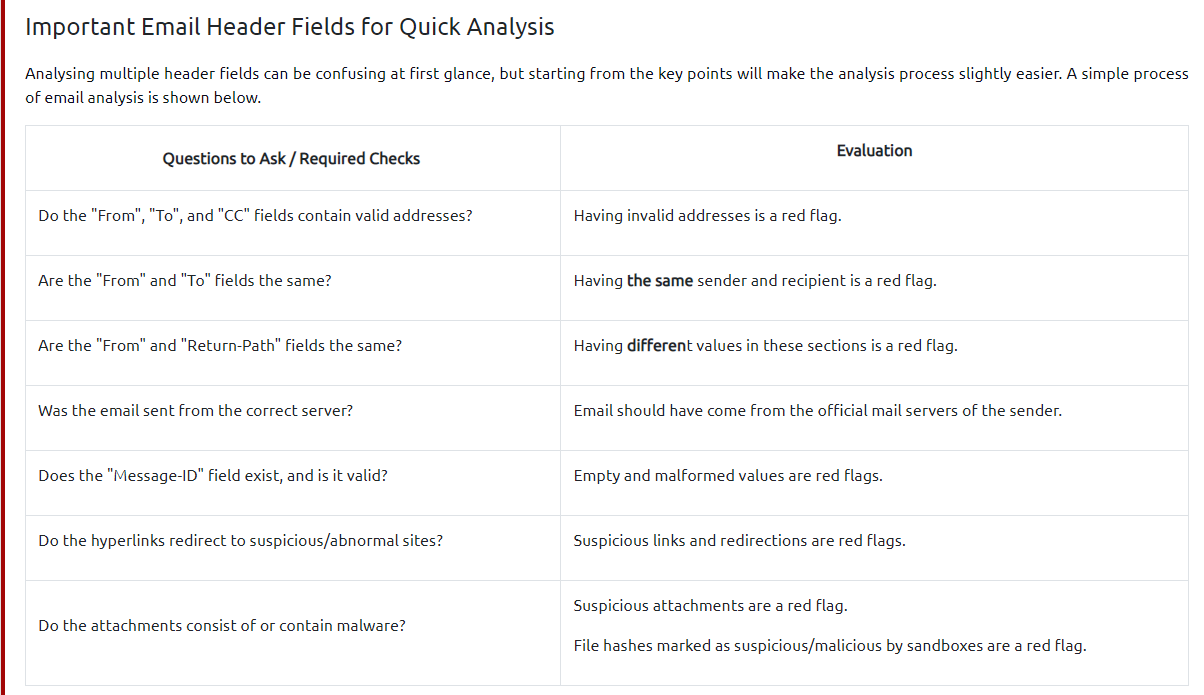 Important Email Header Fields for Quick Analysis
Analysing multiple header fields can be confusing at first glance, but starting from the key points will make the analysis process slightly easier. A simple process
of email analysis is shown below.
Questions to Ask / Required Checks
Evaluation
Do the "From", "To", and "CC" fields contain valid addresses?
Having invalid addresses is a red flag.
Are the "From" and "To" fields the same?
Having the same sender and recipient is a red flag.
Are the "From" and "Return-Path" fields the same?
Having different values in these sections is a red flag.
Was the email sent from the correct server?
Email should have come from the official mail servers of the sender.
Does the "Message-ID" field exist, and is it valid?
Empty and malformed values are red flags.
Do the hyperlinks redirect to suspicious/abnormal sites?
Suspicious links and redirections are red flags.
Do the attachments consist of or contain malware?
Suspicious attachments are a red flag.
File hashes marked as suspicious/malicious by sandboxes are a red flag.